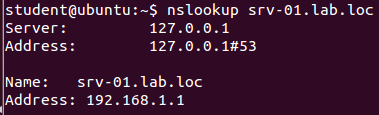 student@ubuntu:~$ nslookup srv-01.lab.loc
Server:         127.0.0.1
Address:        127.0.0.1#53

Name:   srv-01.lab.loc
Address: 192.168.1.1